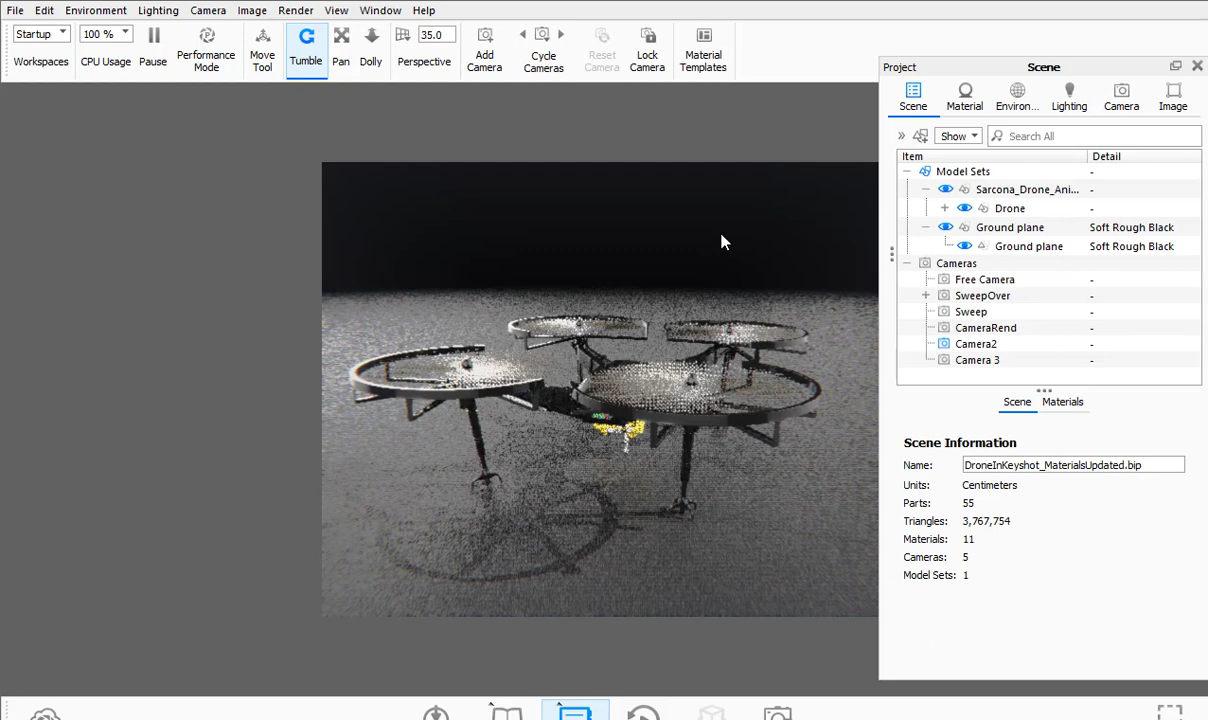 File Edit Environment Lighting Camera Image Render View Window Help
Startup 100 % 35.0
Workspaces CPU Usage Pause Performance Mode Move Tool Tumble Pan Dolly Perspective Add Camera Cycle Cameras Reset Camera Lock Camera Material Templates
Project Scene
Scene Material Environ... Lighting Camera Image
Show Search All
Item Detail
Model Sets -
Sarcona_Drone_Ani... -
Drone -
Ground plane Soft Rough Black
Ground plane Soft Rough Black
Cameras
Free Camera -
SweepOver -
Sweep -
CameraRend -
Camera2 -
Camera 3 -
Scene Materials
Scene Information
Name: DroneInKeyshot_MaterialsUpdated.bip
Units: Centimeters
Parts: 55
Triangles: 3,767,754
Materials: 11
Cameras: 5
Model Sets: 1